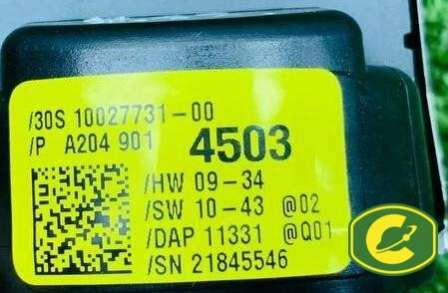 /30S 10027731-00
/P A204 901 4503
/HW 09-34
/SW 10-43 @02
/DAP 11331 @Q01
/SN 21845546
C